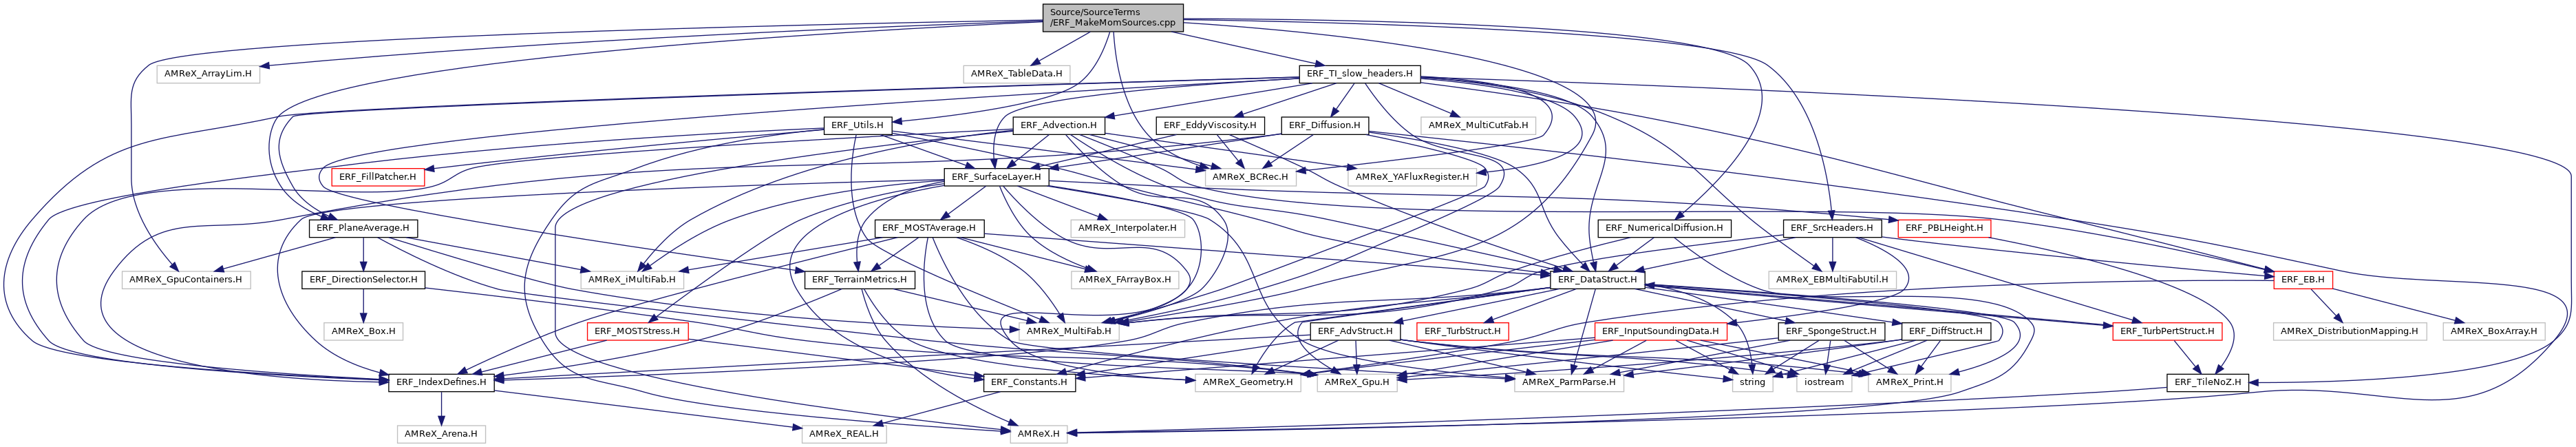 Source/SourceTerms
/ERF_MakeMomSources.cpp
AMReX_ArrayLim.H
AMReX_TableData.H
ERF_TI_slow_headers.H
ERF_Utils.H
ERF_Advection.H
ERF_EddyViscosity.H
ERF_Diffusion.H
AMReX_MultiCutFab.H
ERF_FillPatcher.H
ERF_SurfaceLayer.H
AMReX_BCRec.H
AMReX_YAFluxRegister.H
ERF_PlaneAverage.H
ERF_MOSTAverage.H
AMReX_Interpolater.H
ERF_NumericalDiffusion.H
ERF_SrcHeaders.H
ERF_PBLHeight.H
AMReX_GpuContainers.H
ERF_DirectionSelector.H
AMReX_iMultiFab.H
ERF_TerrainMetrics.H
AMReX_FArrayBox.H
ERF_DataStruct.H
AMReX_EBMultiFabUtil.H
ERF_EB.H
AMReX_Box.H
ERF_MOSTStress.H
AMReX_MultiFab.H
ERF_AdvStruct.H
ERF_TurbStruct.H
ERF_InputSoundingData.H
ERF_SpongeStruct.H
ERF_DiffStruct.H
ERF_TurbPertStruct.H
AMReX_DistributionMapping.H
AMReX_BoxArray.H
ERF_IndexDefines.H
ERF_Constants.H
AMReX_Geometry.H
AMReX_Gpu.H
AMReX_ParmParse.H
string
iostream
AMReX_Print.H
ERF_TileNoZ.H
AMReX_Arena.H
AMReX_REAL.H
AMReX.H